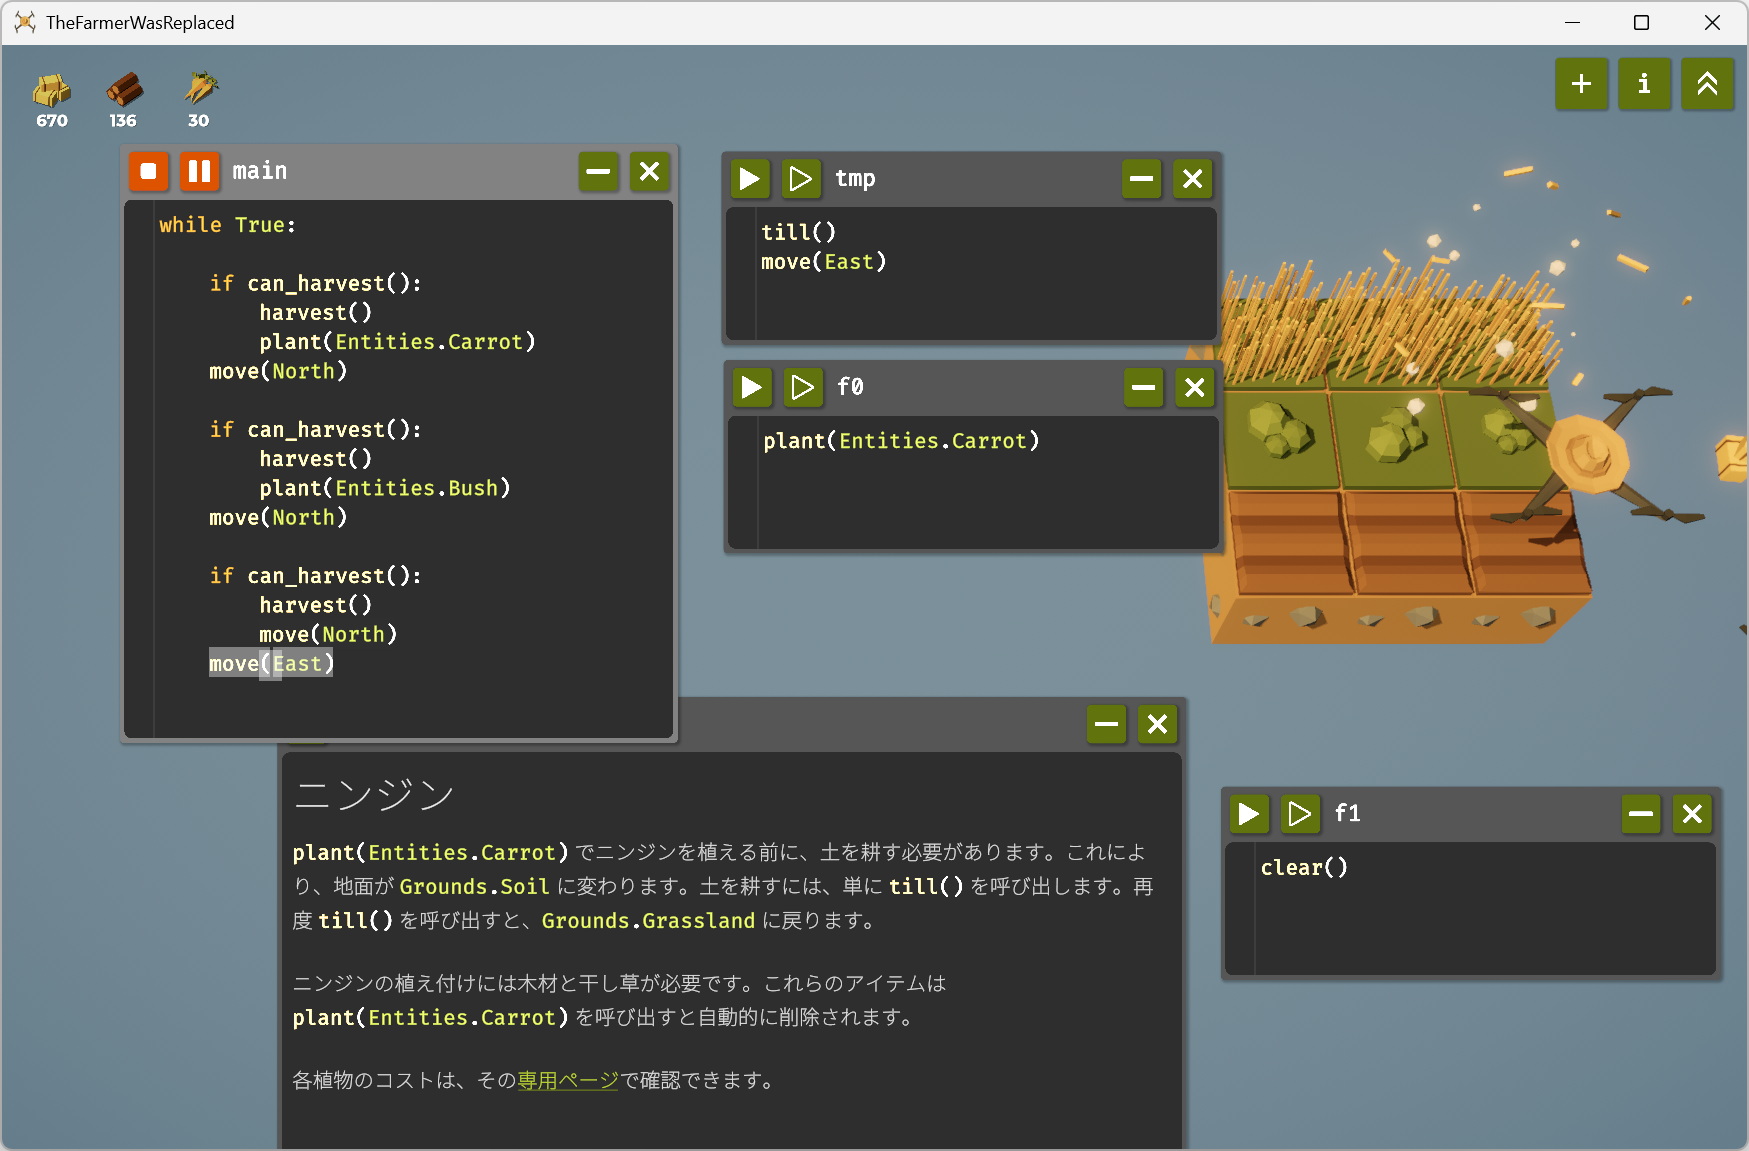 TheFarmerWasReplaced
670
136
30
main
while True:
if can_harvest():
harvest()
plant(Entities.Carrot)
move(North)
if can_harvest():
harvest()
plant(Entities.Bush)
move(North)
if can_harvest():
harvest()
move(North)
move(East)
tmp
till()
move(East)
f0
plant(Entities.Carrot)
ニンジン
plant(Entities.Carrot)でニンジンを植える前に、土を耕す必要があります。これによ
り、地面が Grounds.Soil に変わります。土を耕すには、単に till() を呼び出します。再
度 till() を呼び出すと、Grounds.Grassland に戻ります。
ニンジンの植え付けには木材と干し草が必要です。これらのアイテムは
plant(Entities.Carrot)を呼び出すと自動的に削除されます。
各植物のコストは、その専用ページで確認できます。
f1
clear()